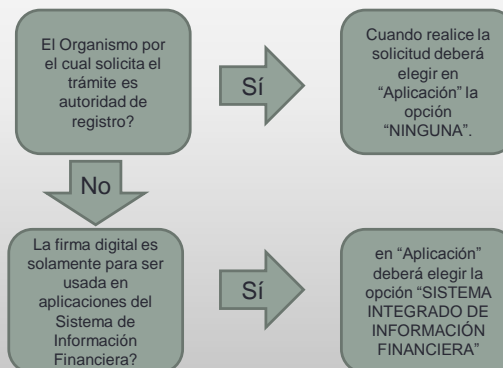 El Organismo por
el cual solicita el
trámite es
autoridad de
registro?
Sí
Cuando realice la
solicitud deberá
elegir en
“Aplicación” la
opción
“NINGUNA”.
No
La firma digital es
solamente para ser
usada en
aplicaciones del
Sistema de
Información
Financiera?
Sí
en “Aplicación”
deberá elegir la
opción “SISTEMA
INTEGRADO DE
INFORMACIÓN
FINANCIERA”